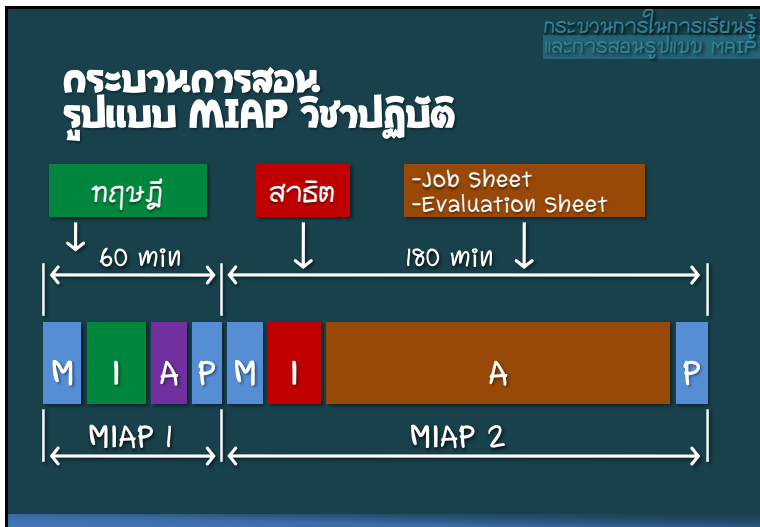 กระบวนการในการเรียนรู้
และการสอนรูปแบบ MAIP
กระบวนการสอน
รูปแบบ MIAP วิชาปฏิบัติ
ทฤษฎี
สาธิต
-Job Sheet
-Evaluation Sheet
60 min
180 min
M
I
A
P
M
I
A
P
MIAP 1
MIAP 2